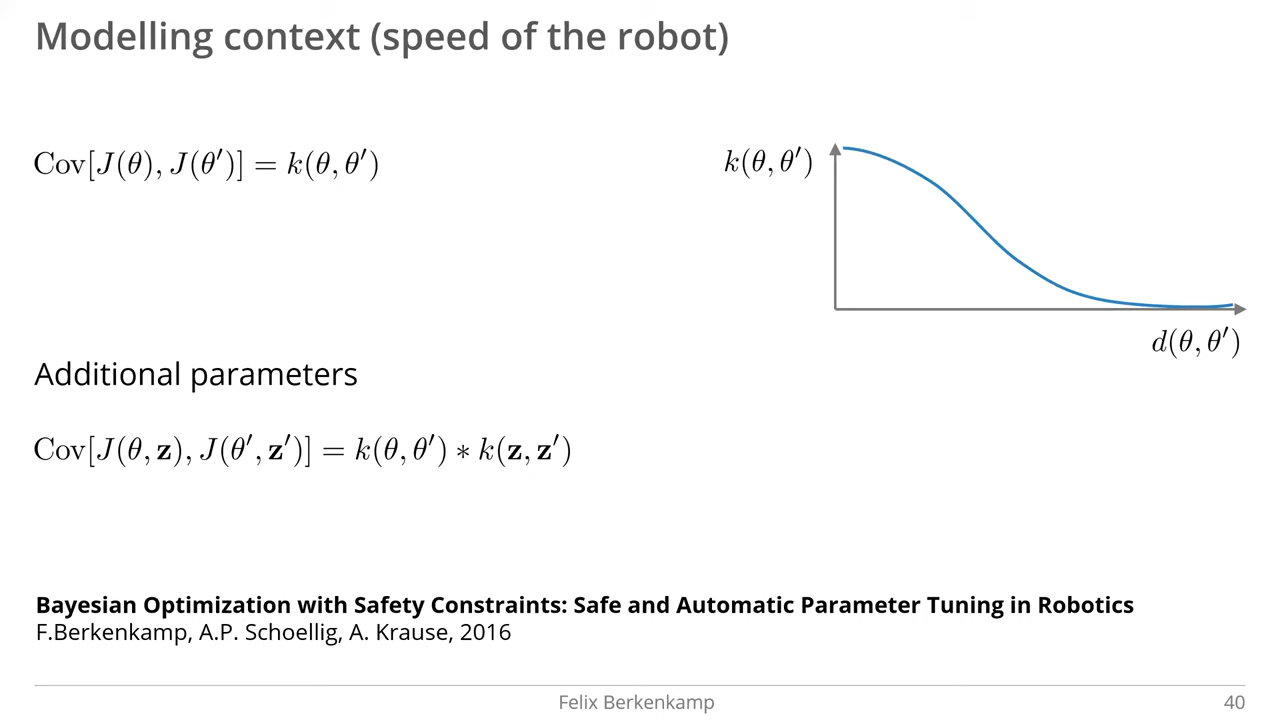 Modelling context (speed of the robot)
Cov[J(θ), J(θ′)] = k(θ, θ′)
k(θ, θ′)
d(θ, θ′)
Additional parameters
Cov[J(θ, z), J(θ′, z′)] = k(θ, θ′) ∗ k(z, z′)
Bayesian Optimization with Safety Constraints: Safe and Automatic Parameter Tuning in Robotics
F.Berkenkamp, A.P. Schoellig, A. Krause, 2016
Felix Berkenkamp
40